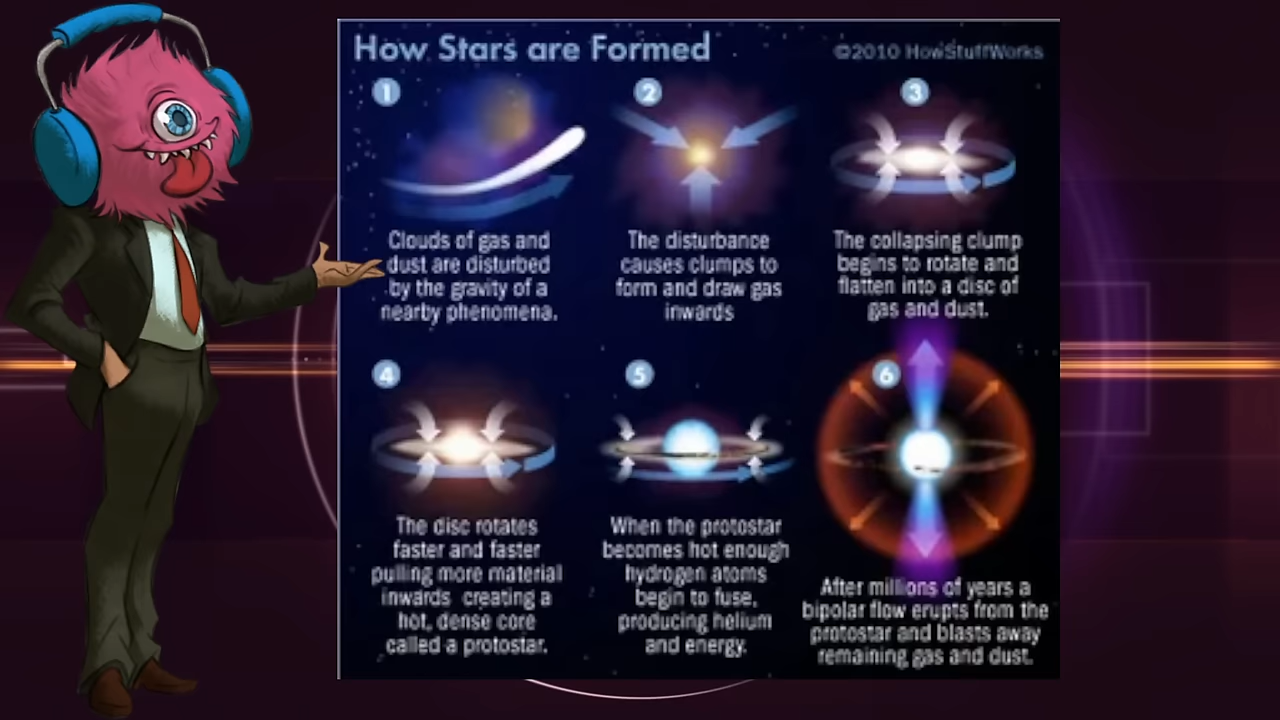 How Stars are Formed
©2010 HowStuffWorks
1
Clouds of gas and
dust are disturbed
by the gravity of a
nearby phenomena.
2
The disturbance
causes clumps to
form and draw gas
inwards
3
The collapsing clump
begins to rotate and
flatten into a disc of
gas and dust.
4
The disc rotates
faster and faster
pulling more material
inwards creating a
hot, dense core
called a protostar.
5
When the protostar
becomes hot enough
hydrogen atoms
begin to fuse,
producing helium
and energy.
6
After millions of years a
bipolar flow erupts from the
protostar and blasts away
remaining gas and dust.